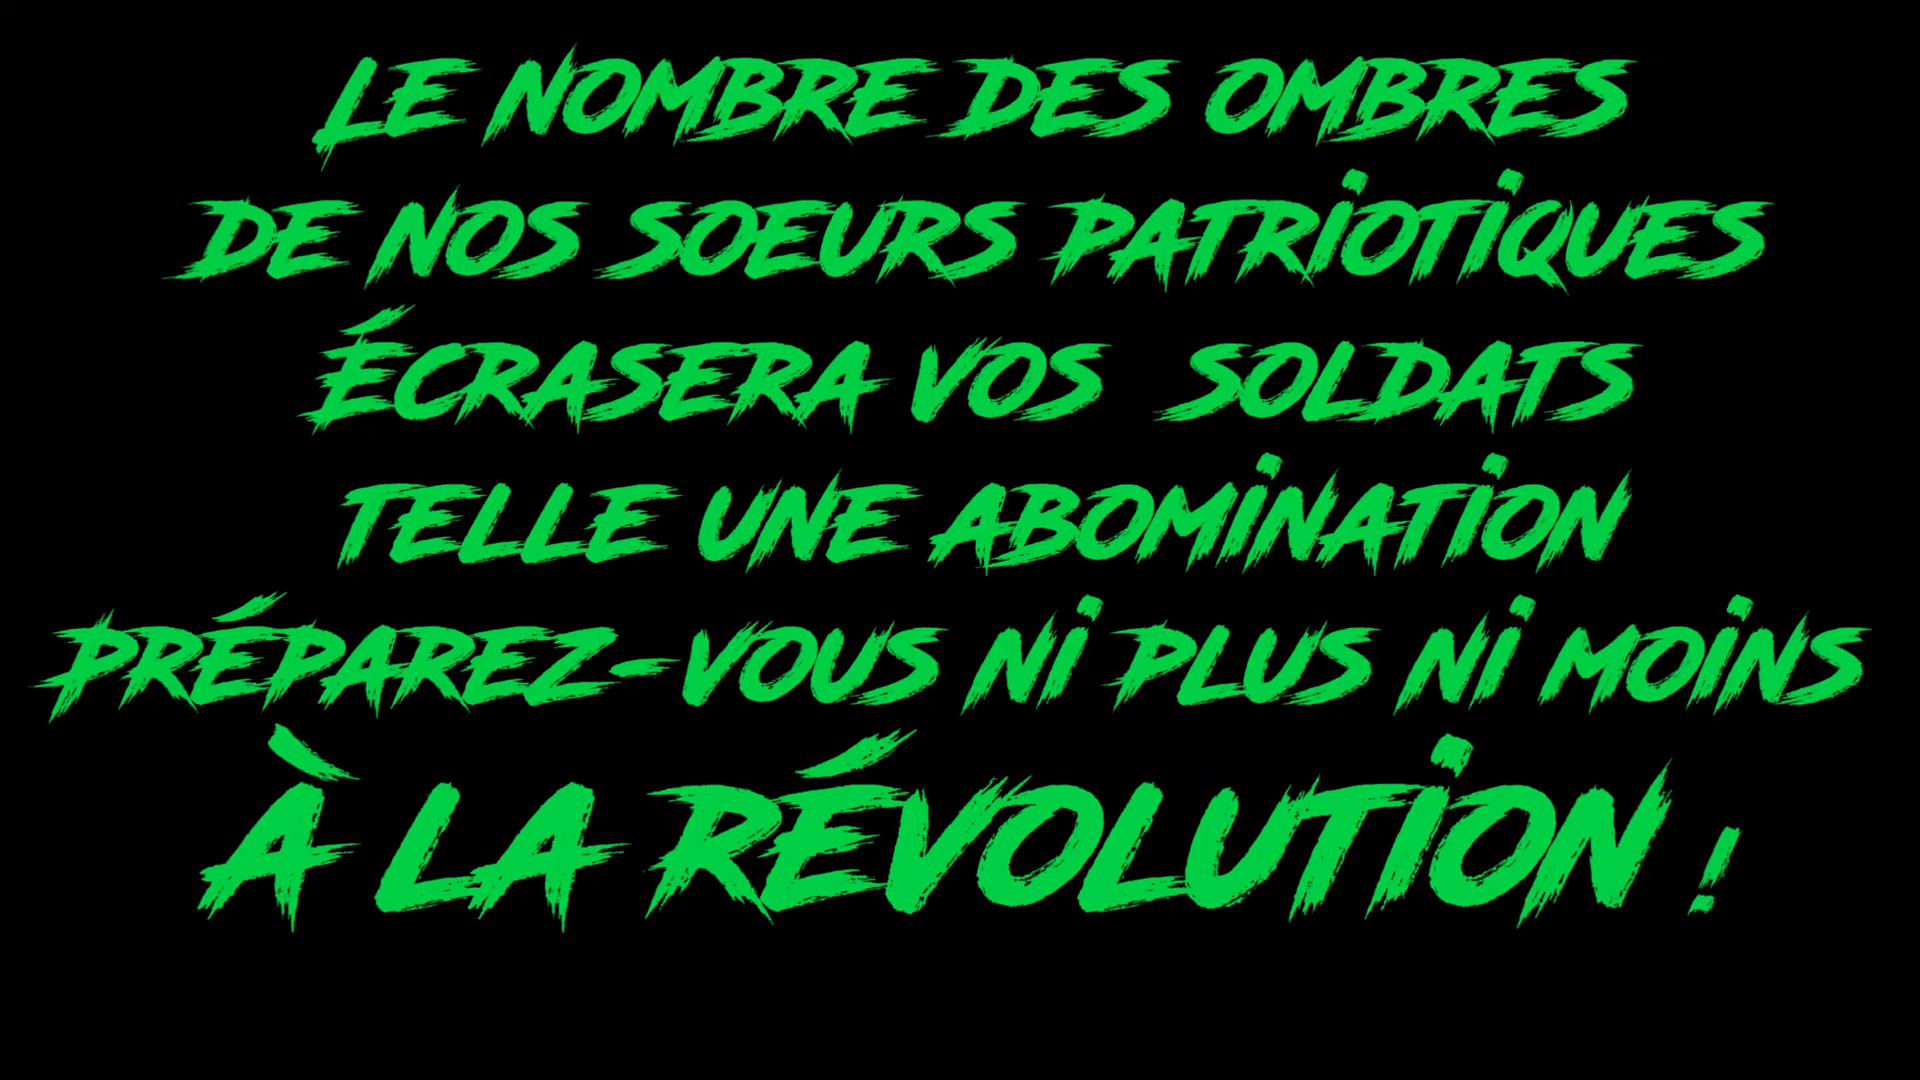 LE NOMBRE DES OMBRES
DE NOS SOEURS PATRIOTIQUES
ÉCRASERA VOS SOLDATS
TELLE UNE ABOMINATION
PRÉPAREZ-VOUS NI PLUS NI MOINS
À LA RÉVOLUTION !